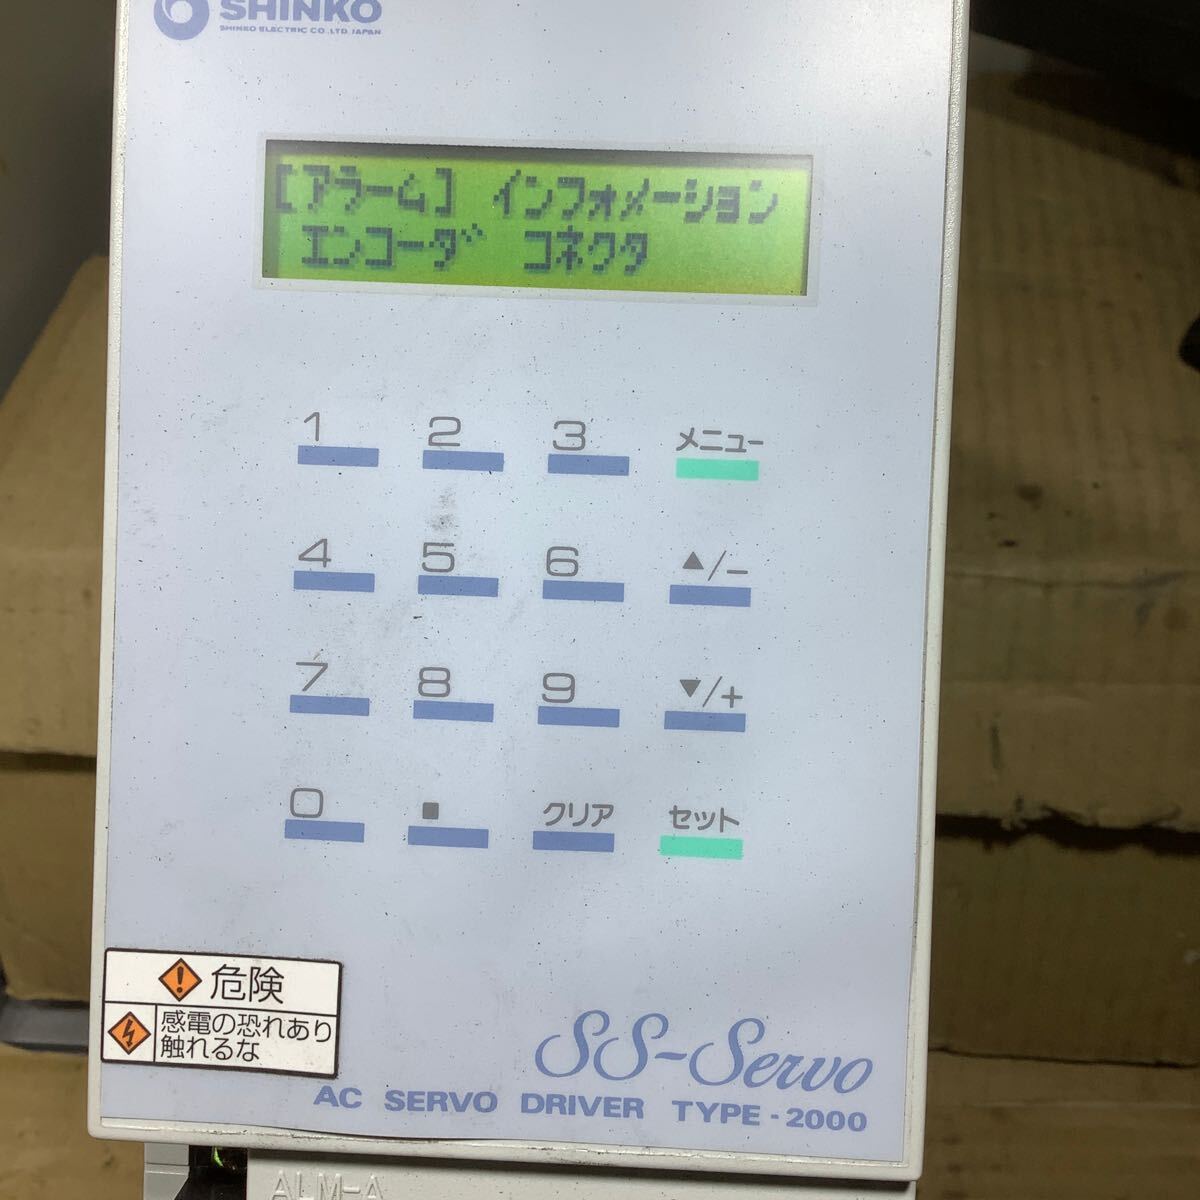 SHINKO
SHINKO ELECTRIC CO.,LTD. JAPAN
[アラーム] インフォメーション
エンコーダ コネクタ
1 2 3 メニュー
4 5 6 ▲/−
7 8 9 ▼/+
0 ■ クリア セット
危険
感電の恐れあり
触れるな
SS-Servo
AC SERVO DRIVER TYPE-2000
ALM-A